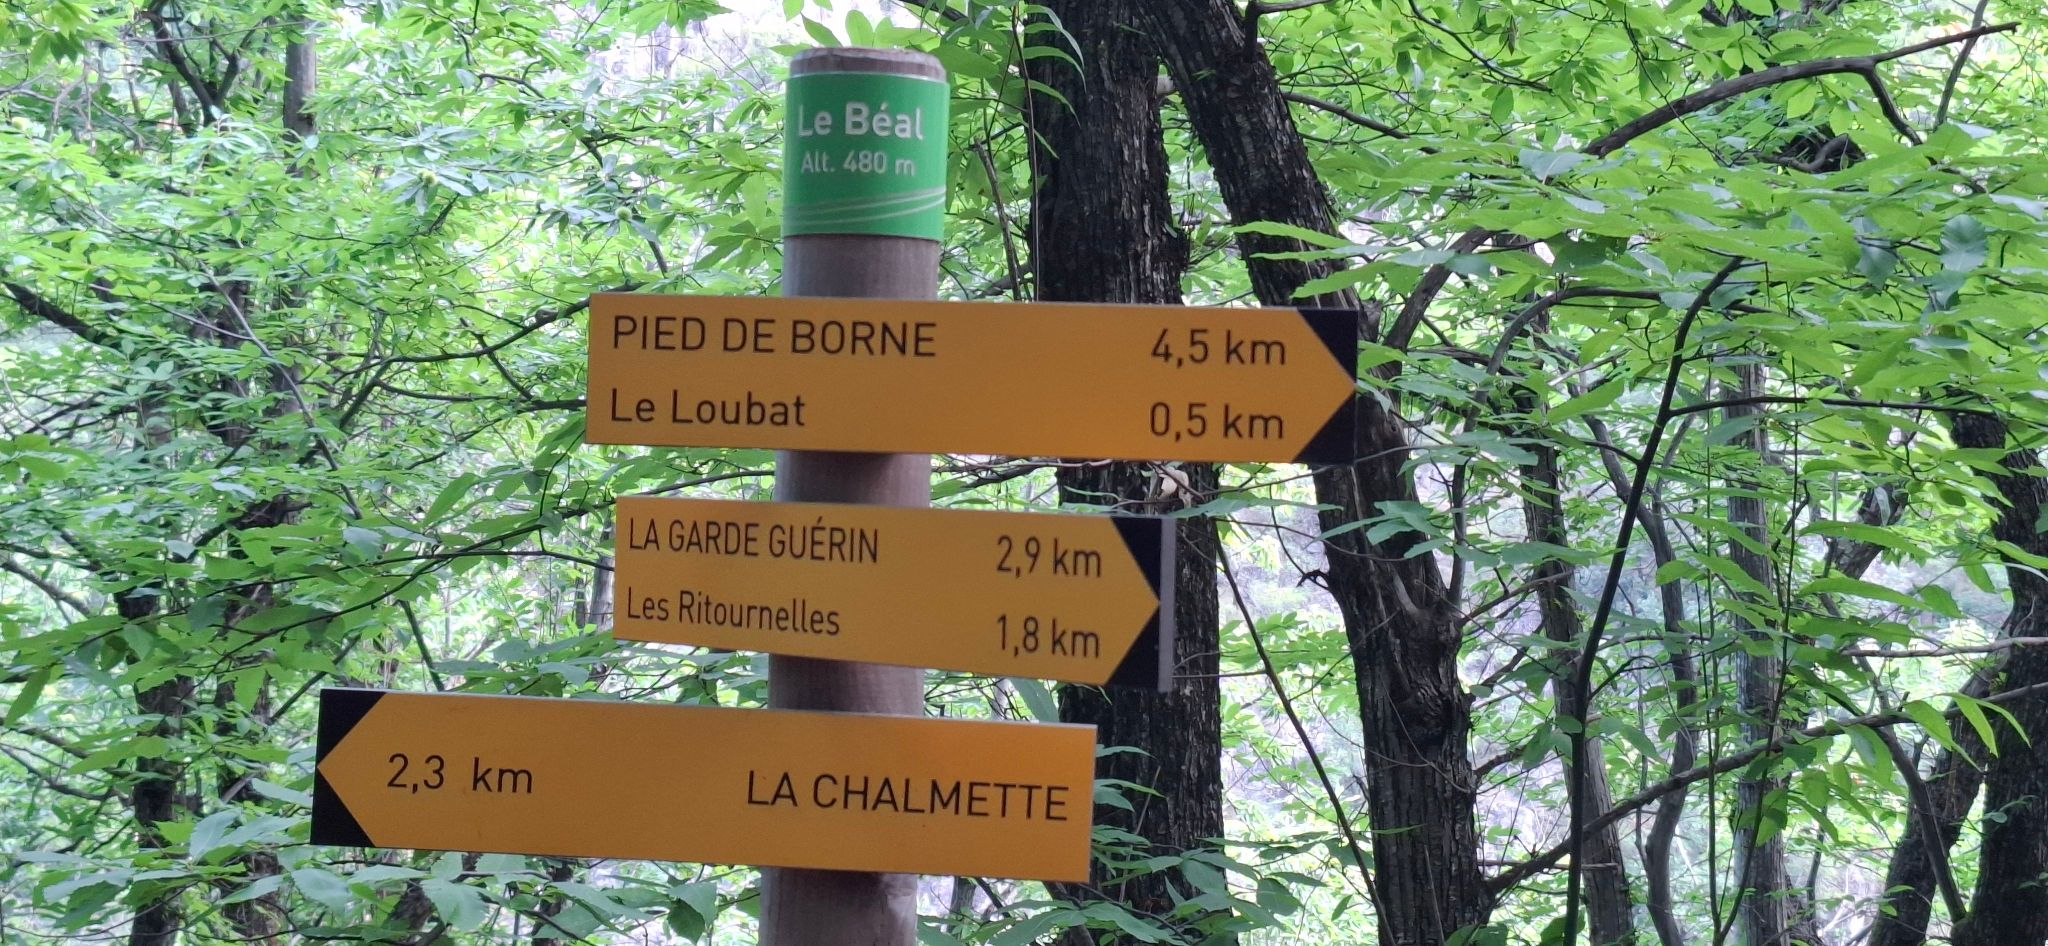 Le Béal
Alt. 480 m
PIED DE BORNE 4,5 km
Le Loubat 0,5 km
LA GARDE GUÉRIN 2,9 km
Les Ritournelles 1,8 km
2,3 km LA CHALMETTE